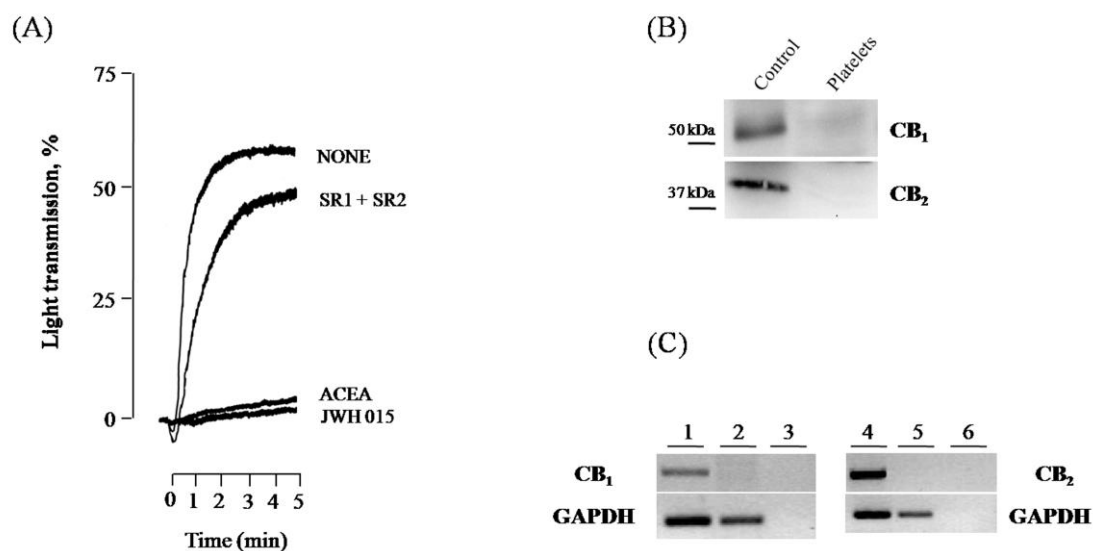 (A)
75
50
25
0
Light transmission, %
NONE
SR1 + SR2
ACEA
JWH 015
0 1 2 3 4 5
Time (min)
(B)
Control Platelets
50 kDa
CB₁
37 kDa
CB₂
(C)
1 2 3 4 5 6
CB₁ CB₂
GAPDH GAPDH